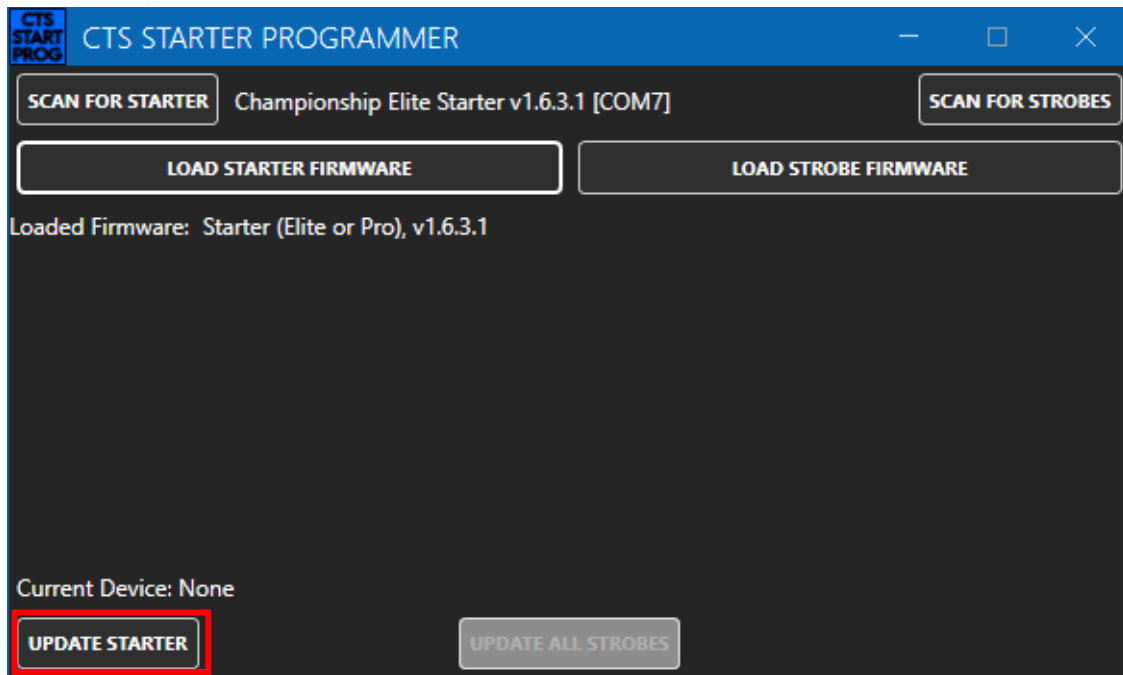 CTS
START
PROG
CTS STARTER PROGRAMMER
SCAN FOR STARTER Championship Elite Starter v1.6.3.1 [COM7] SCAN FOR STROBES
LOAD STARTER FIRMWARE LOAD STROBE FIRMWARE
Loaded Firmware: Starter (Elite or Pro), v1.6.3.1
Current Device: None
UPDATE STARTER UPDATE ALL STROBES